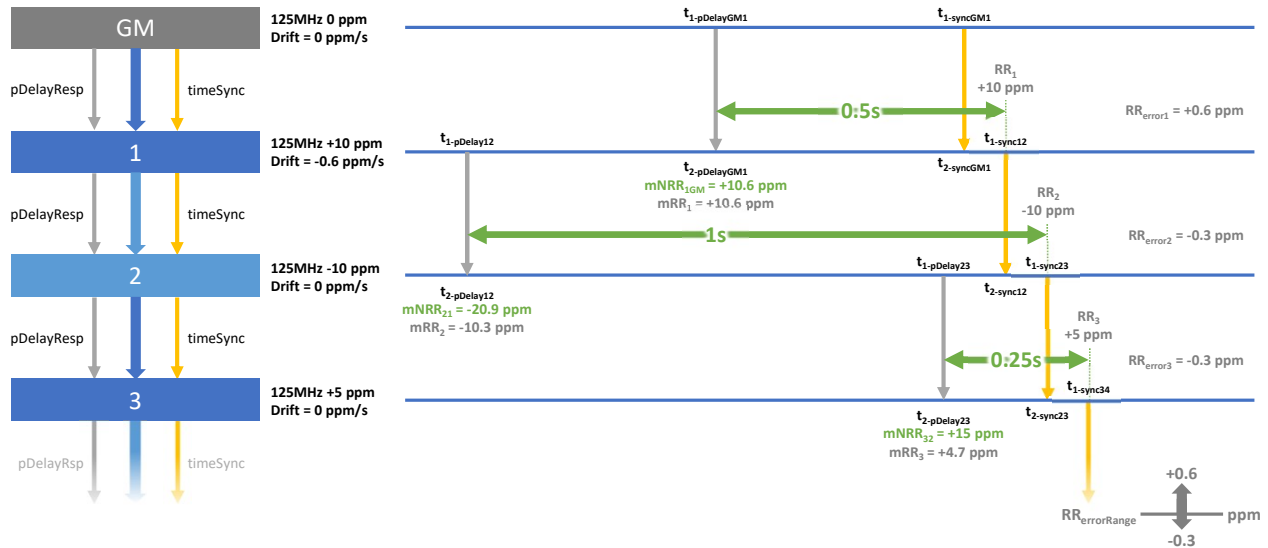 GM
125MHz 0 ppm
Drift = 0 ppm/s
t1-pDelayGM1
t1-syncGM1
pDelayResp
timeSync
RR1
+10 ppm
0.5s
RRerror1 = +0.6 ppm
1
125MHz +10 ppm
Drift = -0.6 ppm/s
t1-pDelay12
t1-sync12
t2-pDelayGM1
t2-syncGM1
mNRR1GM = +10.6 ppm
mRR1 = +10.6 ppm
pDelayResp
timeSync
RR2
-10 ppm
1s
RRerror2 = -0.3 ppm
2
125MHz -10 ppm
Drift = 0 ppm/s
t1-pDelay23
t1-sync23
t2-pDelay12
t2-sync12
mNRR21 = -20.9 ppm
mRR2 = -10.3 ppm
pDelayResp
timeSync
RR3
+5 ppm
0.25s
RRerror3 = -0.3 ppm
3
125MHz +5 ppm
Drift = 0 ppm/s
t1-sync34
t2-pDelay23
t2-sync23
mNRR32 = +15 ppm
mRR3 = +4.7 ppm
pDelayRsp
timeSync
+0.6
RRerrorRange
ppm
-0.3